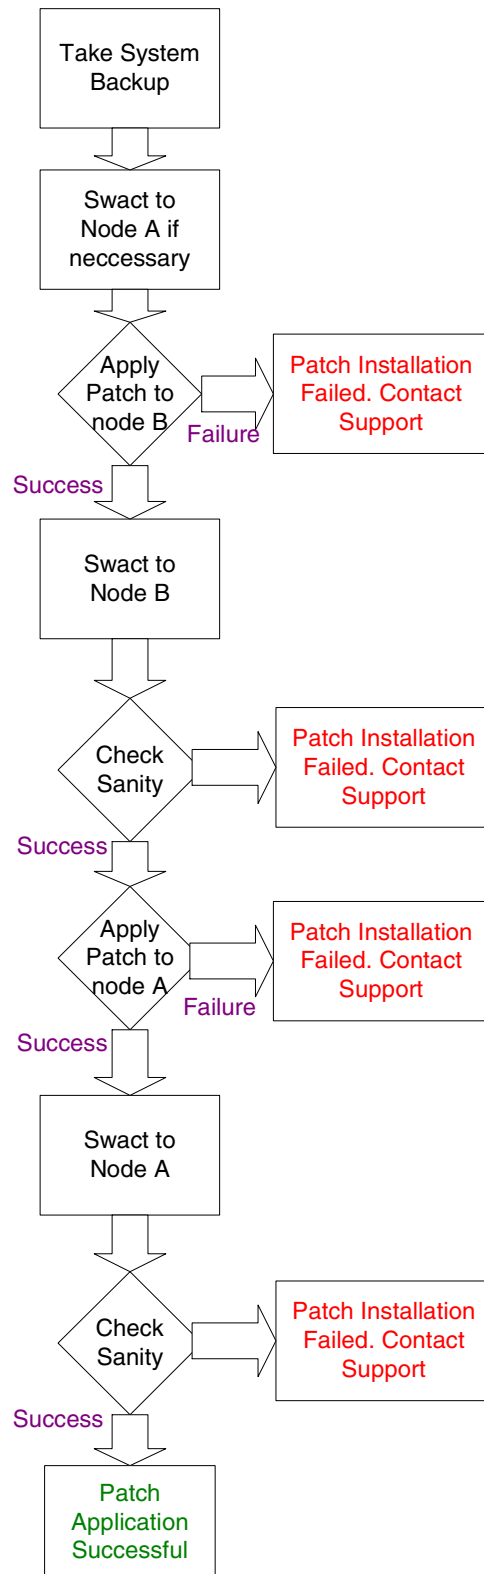 Take System
Backup
Swact to
Node A if
neccessary
Apply
Patch to
node B
Failure
Patch Installation
Failed. Contact
Support
Success
Swact to
Node B
Check
Sanity
Patch Installation
Failed. Contact
Support
Success
Apply
Patch to
node A
Failure
Patch Installation
Failed. Contact
Support
Success
Swact to
Node A
Check
Sanity
Patch Installation
Failed. Contact
Support
Success
Patch
Application
Successful